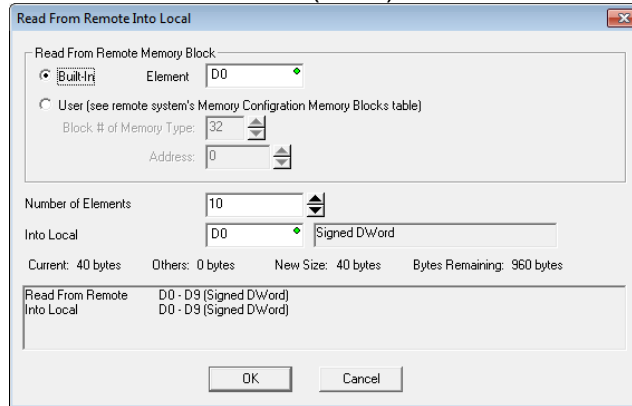 Read From Remote Into Local
Read From Remote Memory Block
Built-In Element D0
User (see remote system's Memory Configration Memory Blocks table)
Block # of Memory Type: 32
Address: 0
Number of Elements 10
Into Local D0 Signed DWord
Current: 40 bytes Others: 0 bytes New Size: 40 bytes Bytes Remaining: 960 bytes
Read From Remote D0 - D9 (Signed DWord)
Into Local D0 - D9 (Signed DWord)
OK Cancel